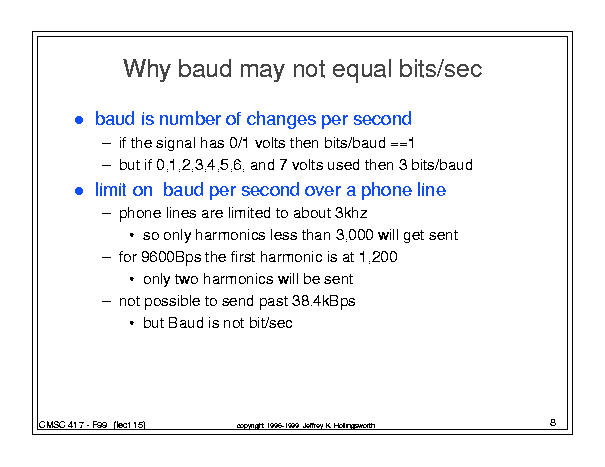 Why baud may not equal bits/sec
● baud is number of changes per second
– if the signal has 0/1 volts then bits/baud ==1
– but if 0,1,2,3,4,5,6, and 7 volts used then 3 bits/baud
● limit on baud per second over a phone line
– phone lines are limited to about 3khz
• so only harmonics less than 3,000 will get sent
– for 9600Bps the first harmonic is at 1,200
• only two harmonics will be sent
– not possible to send past 38.4kBps
• but Baud is not bit/sec
CMSC 417 - F99 (lect 15)
copyright 1996-1999 Jeffrey K. Hollingsworth
8